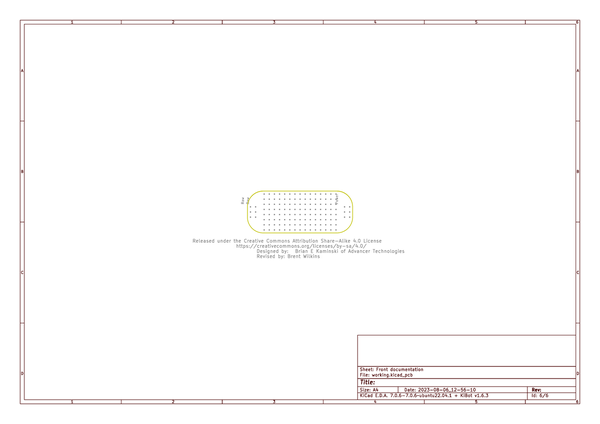 1 2 3 4 5 6
A A
B B
Released under the Creative Commons Attribution Share-Alike 4.0 License
https://creativecommons.org/licenses/by-sa/4.0/
Designed by: Brian E Kaminski of Advancer Technologies
Revised by: Brent Wilkins
C C
Sheet: Front documentation
File: working.kicad_pcb
D D
Title:
Size: A4 Date: 2023-08-06_12-56-10 Rev:
KiCad E.D.A. 7.0.6-7.0.6-ubuntu22.04.1 + KiBot v1.6.3 Id: 6/6
1 2 3 4 5 6